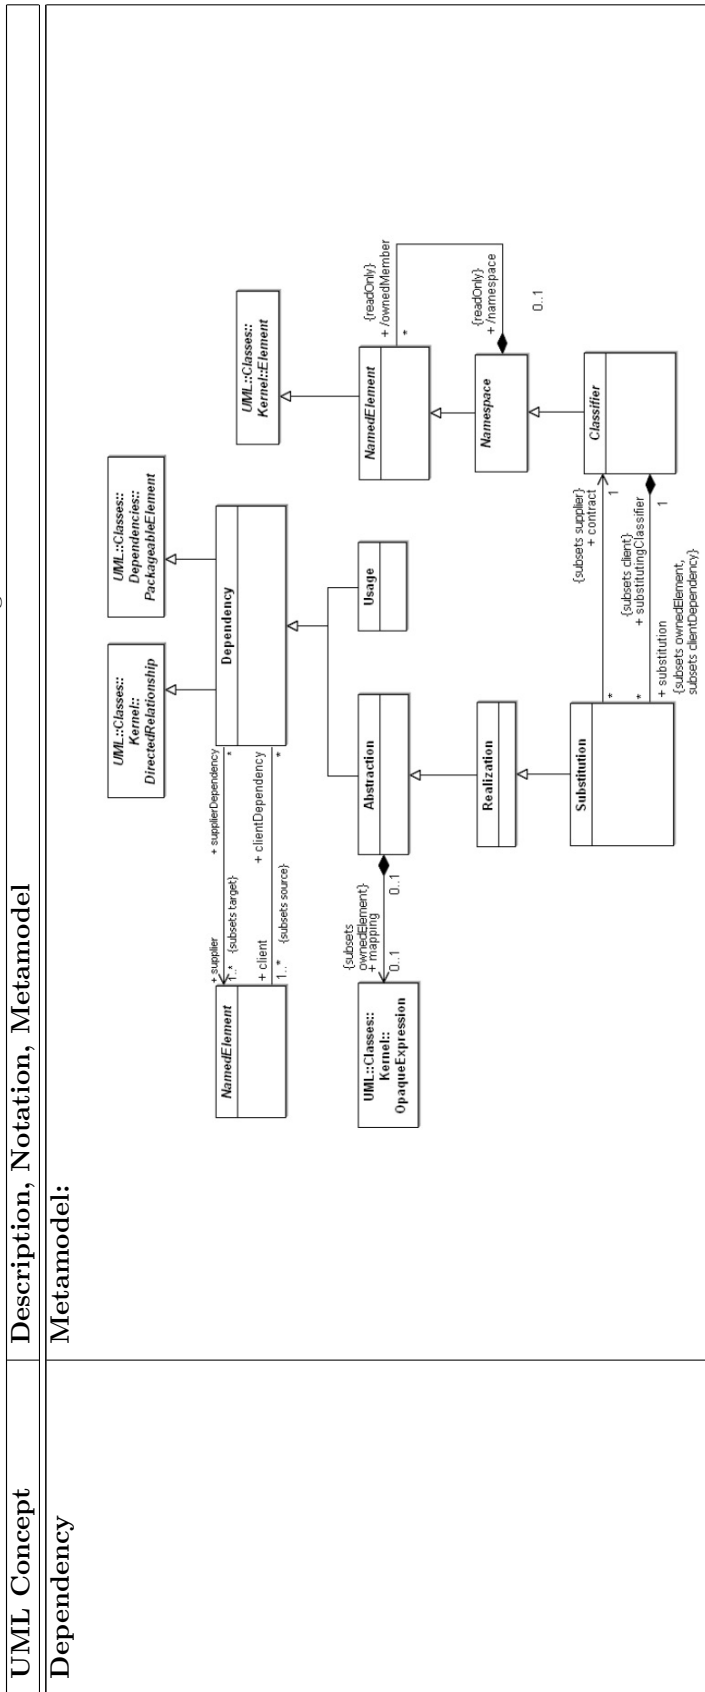 UML Concept
Description, Notation, Metamodel
Dependency
Metamodel:
UML::Classes::
Kernel::
DirectedRelationship
UML::Classes::
Dependencies::
PackageableElement
UML::Classes::
Kernel::Element
NamedElement
+ supplier
1..*
{subsets target}
+ supplierDependency
*
+ client
1..*
{subsets source}
+ clientDependency
*
Dependency
NamedElement
{readOnly}
+ /ownedMember
*
UML::Classes::
Kernel::
OpaqueExpression
{subsets
ownedElement}
+ mapping
0..1
0..1
Abstraction
Usage
Realization
Namespace
{readOnly}
+ /namespace
0..1
Substitution
*
{subsets supplier}
+ contract
1
*
{subsets client}
+ substitutingClassifier
1
+ substitution
{subsets ownedElement,
subsets clientDependency}
Classifier